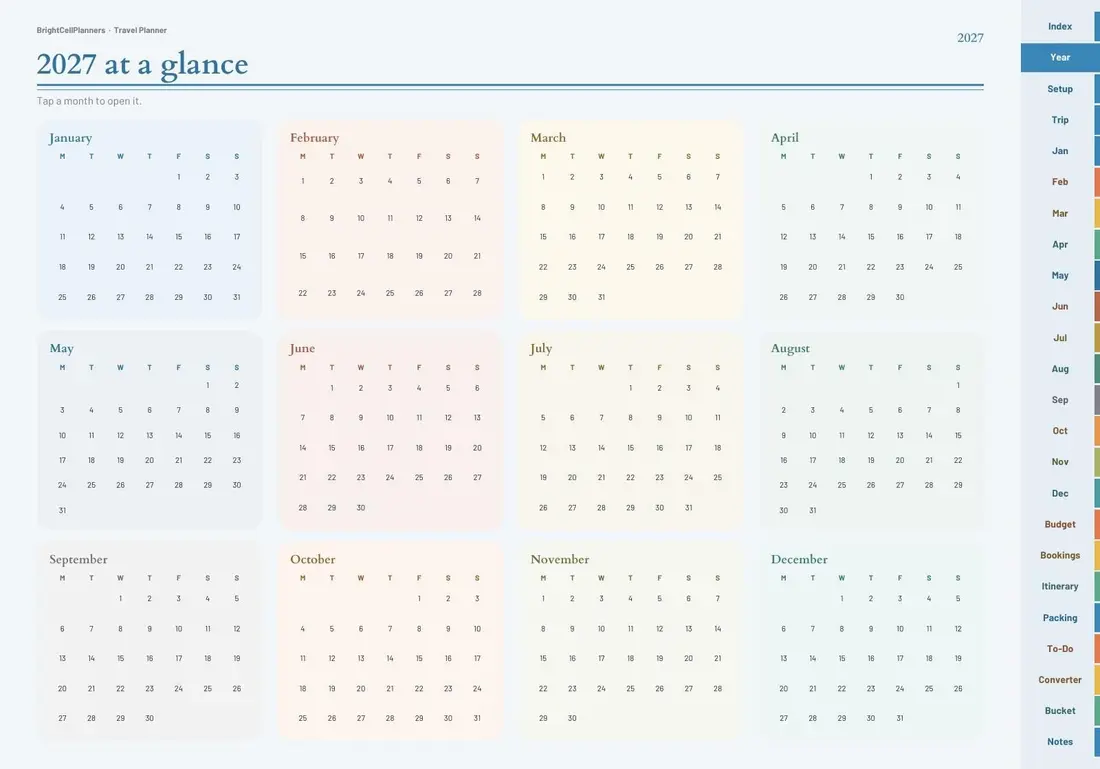 BrightCellPlanners · Travel Planner
2027
2027 at a glance
Tap a month to open it.
January
M T W T F S S
1 2 3
4 5 6 7 8 9 10
11 12 13 14 15 16 17
18 19 20 21 22 23 24
25 26 27 28 29 30 31
February
M T W T F S S
1 2 3 4 5 6 7
8 9 10 11 12 13 14
15 16 17 18 19 20 21
22 23 24 25 26 27 28
March
M T W T F S S
1 2 3 4 5 6 7
8 9 10 11 12 13 14
15 16 17 18 19 20 21
22 23 24 25 26 27 28
29 30 31
April
M T W T F S S
1 2 3 4
5 6 7 8 9 10 11
12 13 14 15 16 17 18
19 20 21 22 23 24 25
26 27 28 29 30
May
M T W T F S S
1 2
3 4 5 6 7 8 9
10 11 12 13 14 15 16
17 18 19 20 21 22 23
24 25 26 27 28 29 30
31
June
M T W T F S S
1 2 3 4 5 6
7 8 9 10 11 12 13
14 15 16 17 18 19 20
21 22 23 24 25 26 27
28 29 30
July
M T W T F S S
1 2 3 4
5 6 7 8 9 10 11
12 13 14 15 16 17 18
19 20 21 22 23 24 25
26 27 28 29 30 31
August
M T W T F S S
1
2 3 4 5 6 7 8
9 10 11 12 13 14 15
16 17 18 19 20 21 22
23 24 25 26 27 28 29
30 31
September
M T W T F S S
1 2 3 4 5
6 7 8 9 10 11 12
13 14 15 16 17 18 19
20 21 22 23 24 25 26
27 28 29 30
October
M T W T F S S
1 2 3
4 5 6 7 8 9 10
11 12 13 14 15 16 17
18 19 20 21 22 23 24
25 26 27 28 29 30 31
November
M T W T F S S
1 2 3 4 5 6 7
8 9 10 11 12 13 14
15 16 17 18 19 20 21
22 23 24 25 26 27 28
29 30
December
M T W T F S S
1 2 3 4 5
6 7 8 9 10 11 12
13 14 15 16 17 18 19
20 21 22 23 24 25 26
27 28 29 30 31
Index
Year
Setup
Trip
Jan
Feb
Mar
Apr
May
Jun
Jul
Aug
Sep
Oct
Nov
Dec
Budget
Bookings
Itinerary
Packing
To-Do
Converter
Bucket
Notes